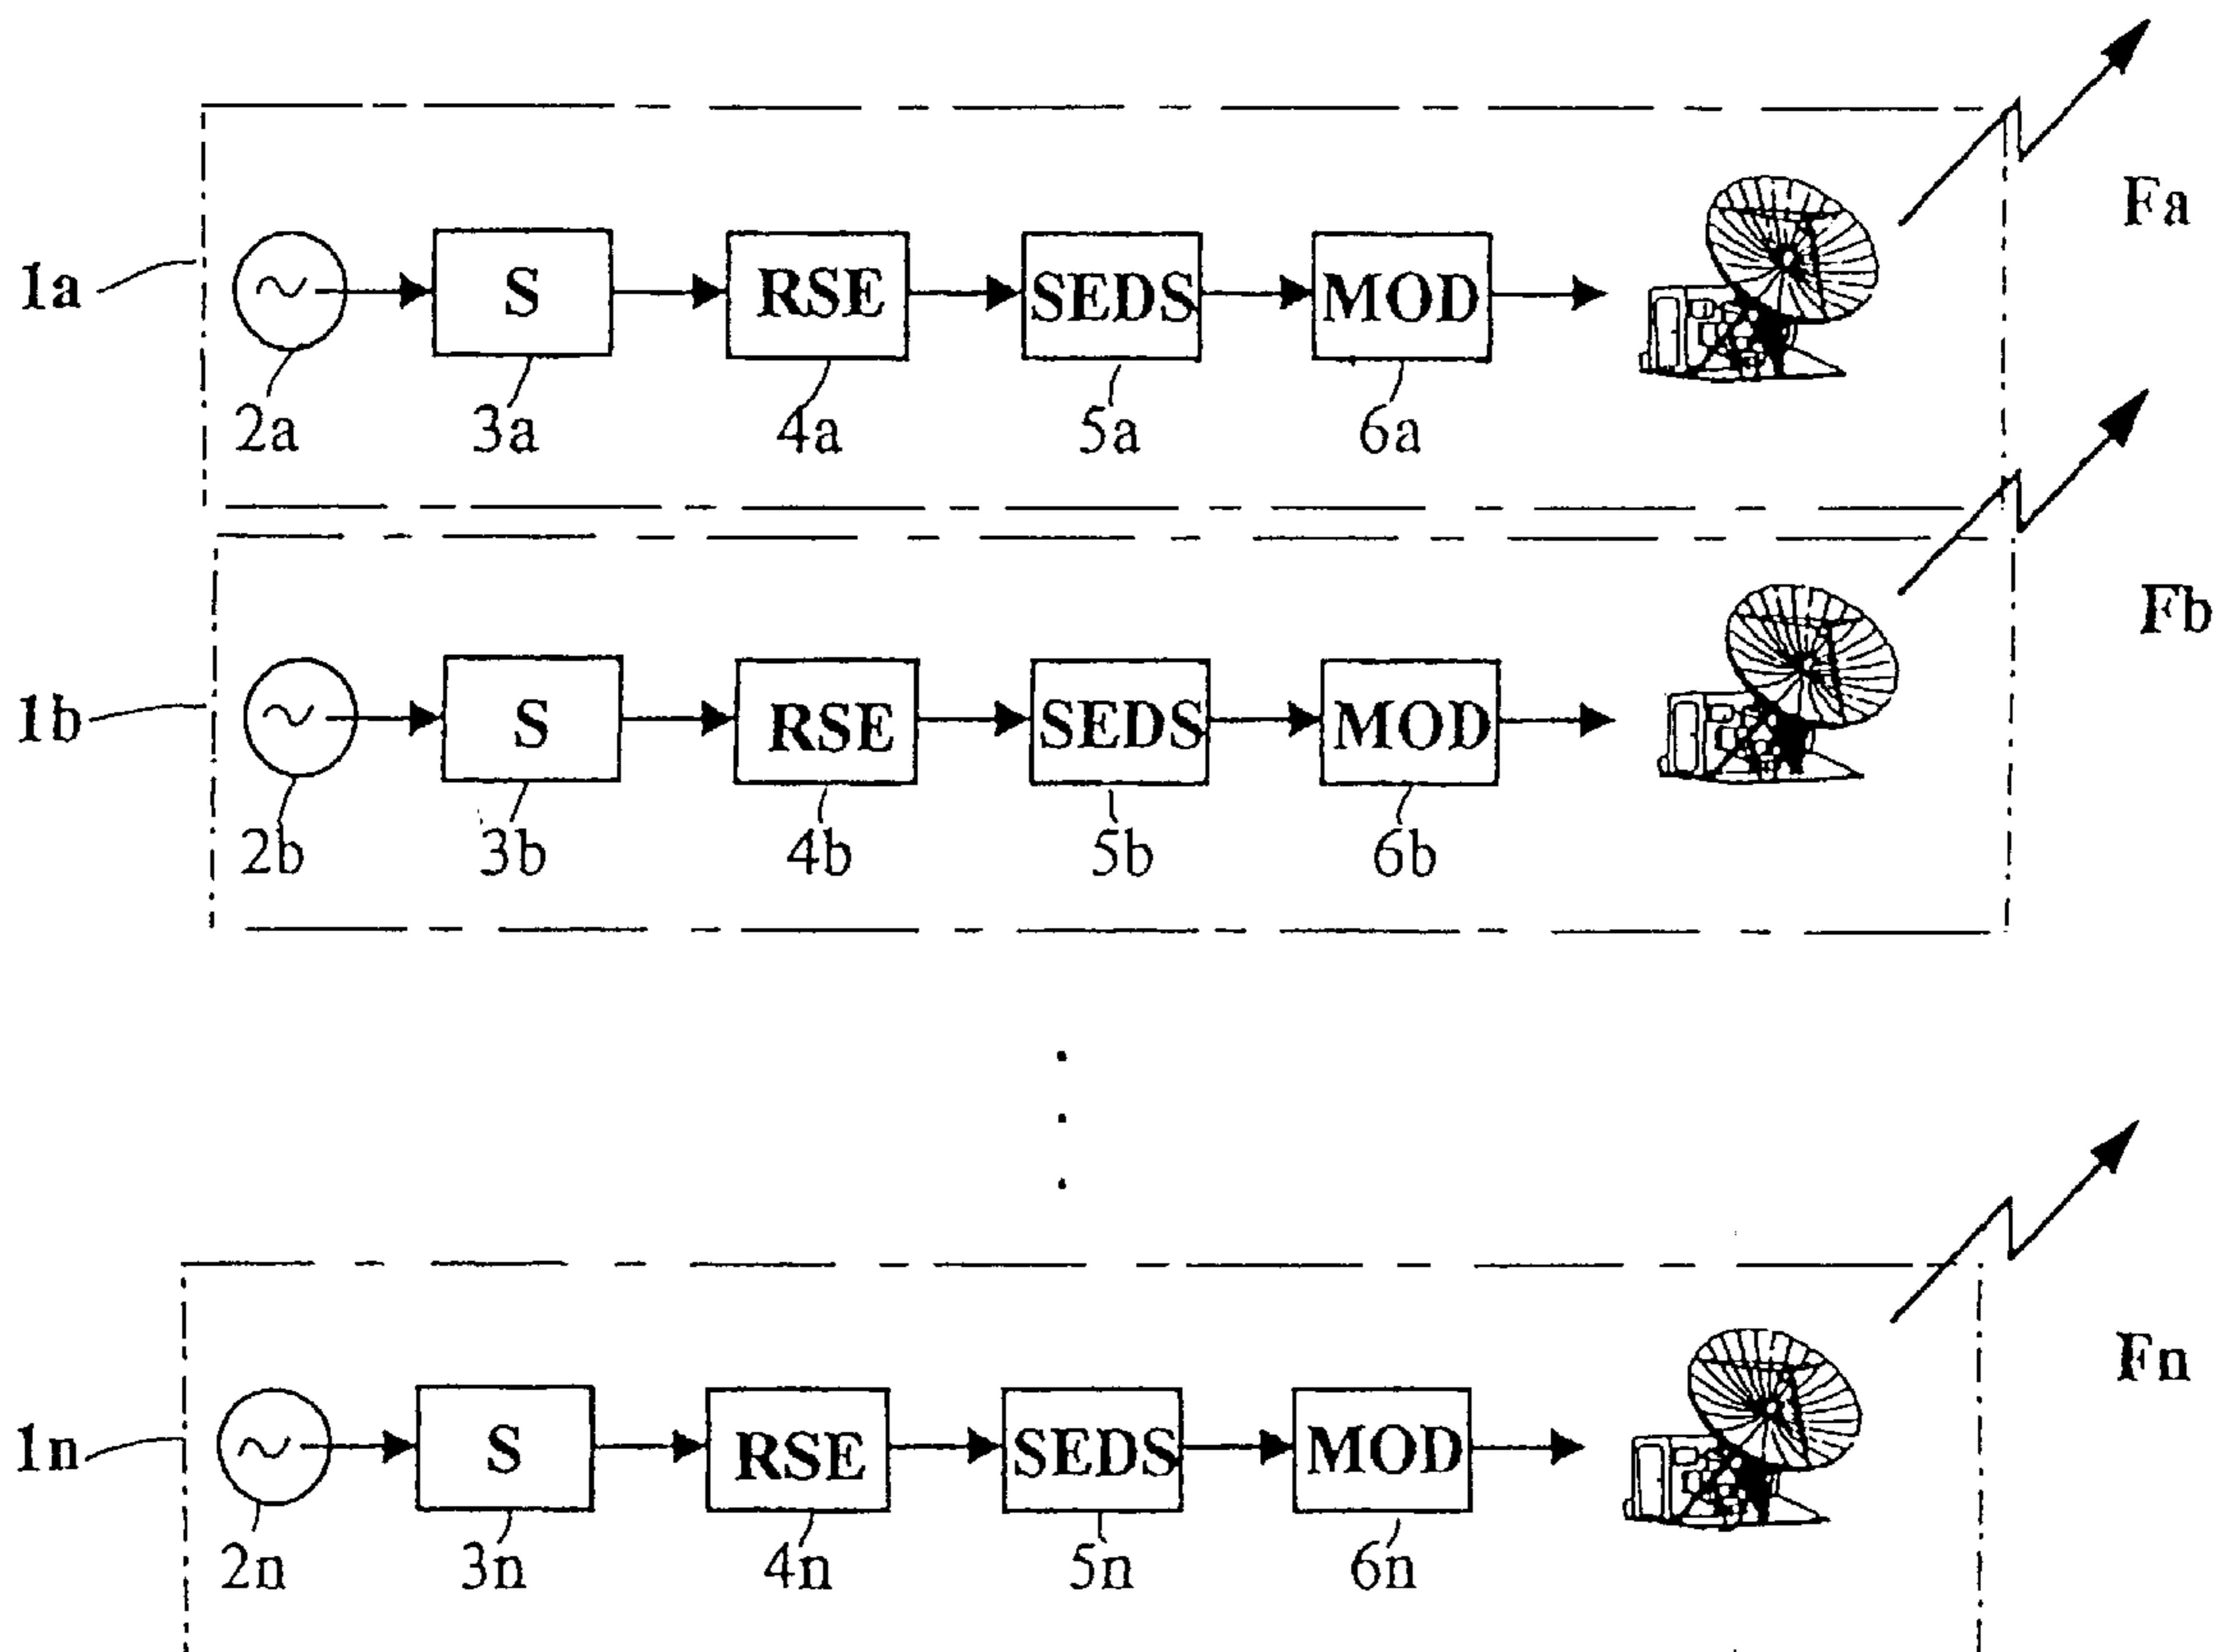 Fa
1a S RSE SEDS MOD
2a 3a 4a 5a 6a
Fb
1b S RSE SEDS MOD
2b 3b 4b 5b 6b
Fn
1n S RSE SEDS MOD
2n 3n 4n 5n 6n